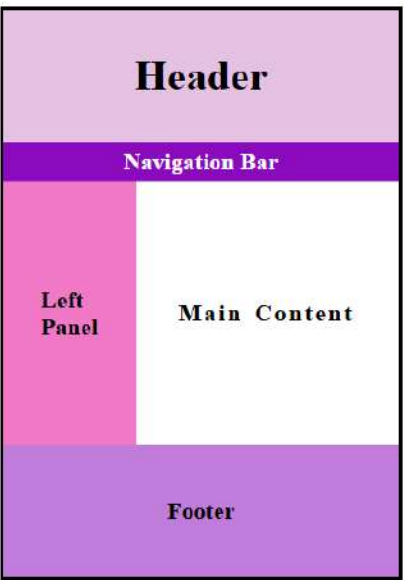 Header
Navigation Bar
Left
Panel
Main Content
Footer